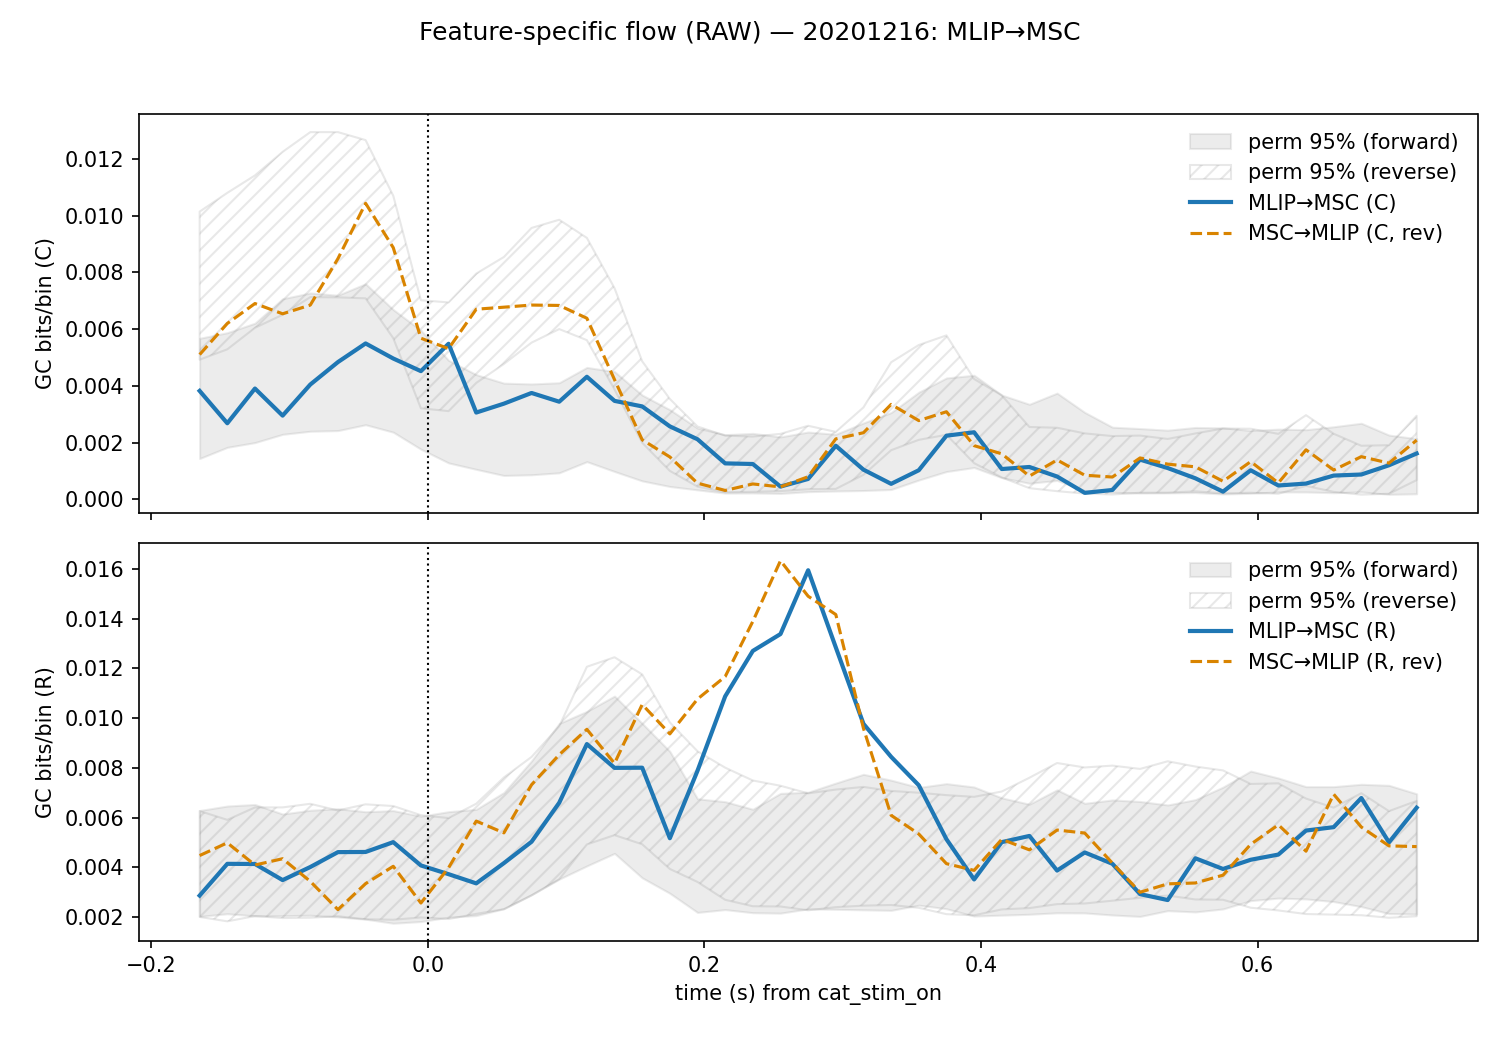 Feature-specific flow (RAW) — 20201216: MLIP→MSC
GC bits/bin (C)
0.012
0.010
0.008
0.006
0.004
0.002
0.000
perm 95% (forward)
perm 95% (reverse)
MLIP→MSC (C)
MSC→MLIP (C, rev)
GC bits/bin (R)
0.016
0.014
0.012
0.010
0.008
0.006
0.004
0.002
perm 95% (forward)
perm 95% (reverse)
MLIP→MSC (R)
MSC→MLIP (R, rev)
−0.2 0.0 0.2 0.4 0.6
time (s) from cat_stim_on